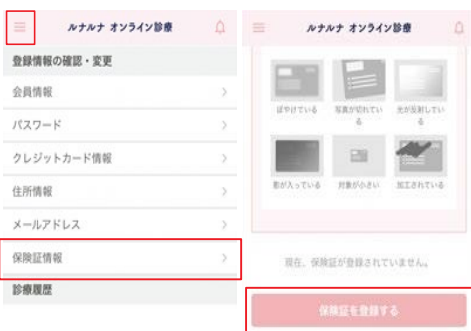 ルナルナ オンライン診療
登録情報の確認・変更
会員情報
パスワード
クレジットカード情報
住所情報
メールアドレス
保険証情報
診療履歴
ルナルナ オンライン診療
ぼやけている
写真が切れてい
る
光が反射してい
る
影が入っている
対象が小さい
加工されている
現在、保険証が登録されていません。
保険証を登録する